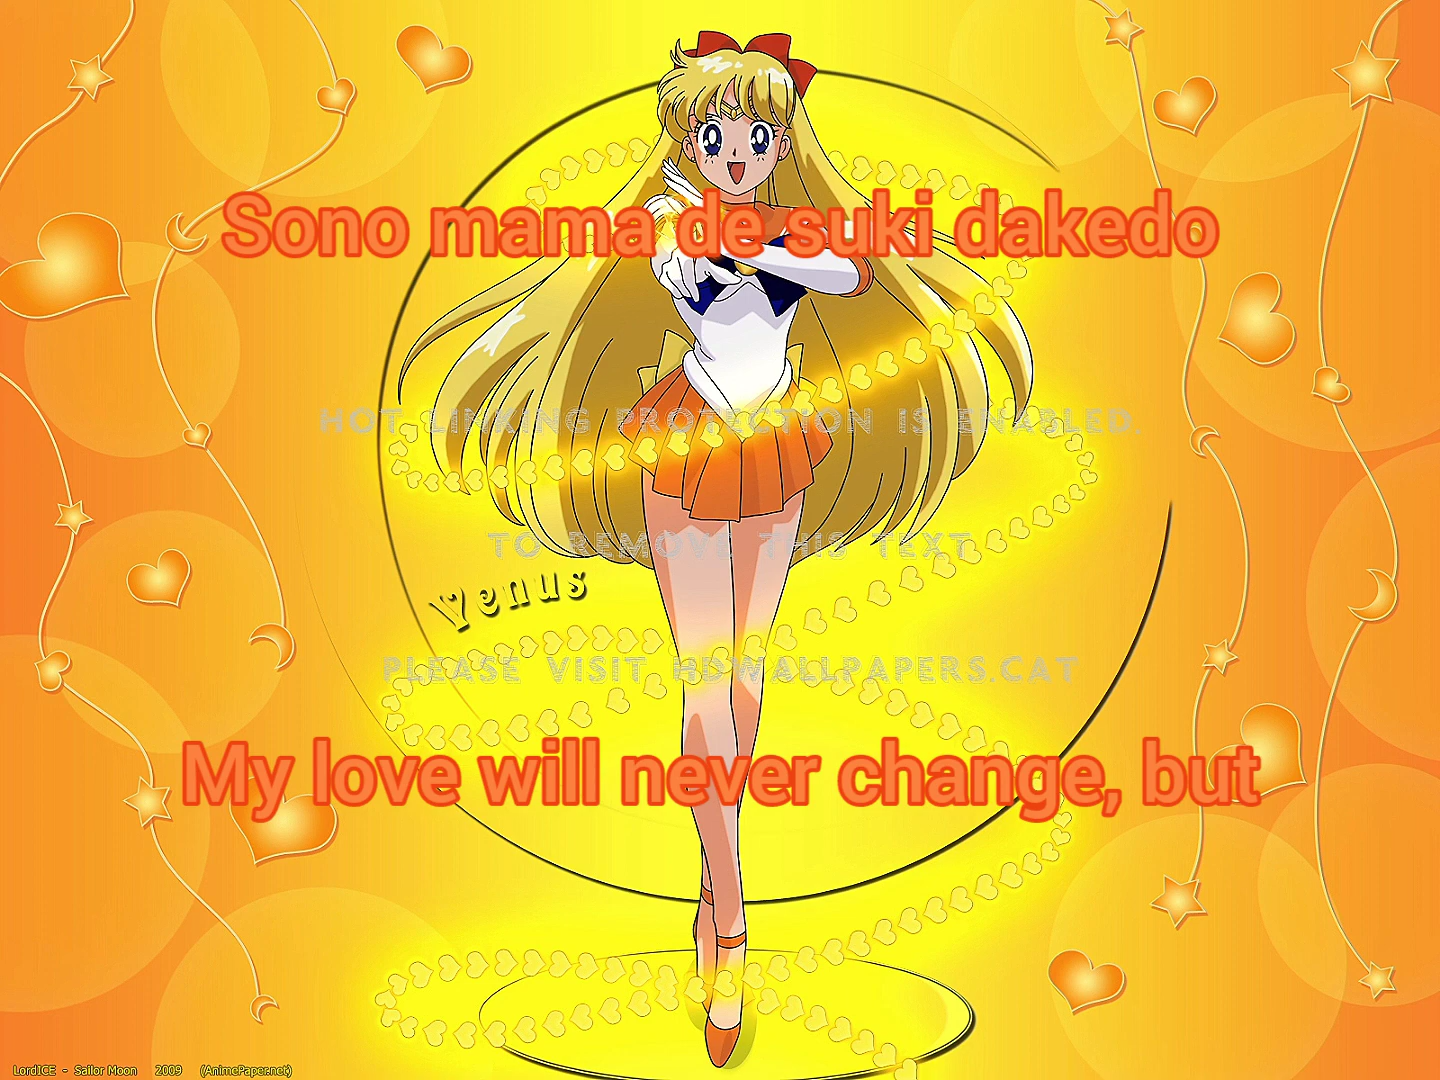 Sono mama de suki dakedo
HOT LINKING PROTECTION IS ENABLED.
TO REMOVE THIS TEXT
Venus
PLEASE VISIT HDWALLPAPERS.CAT
My love will never change, but
LordICE - Sailor Moon 2009 (AnimePaper.net)